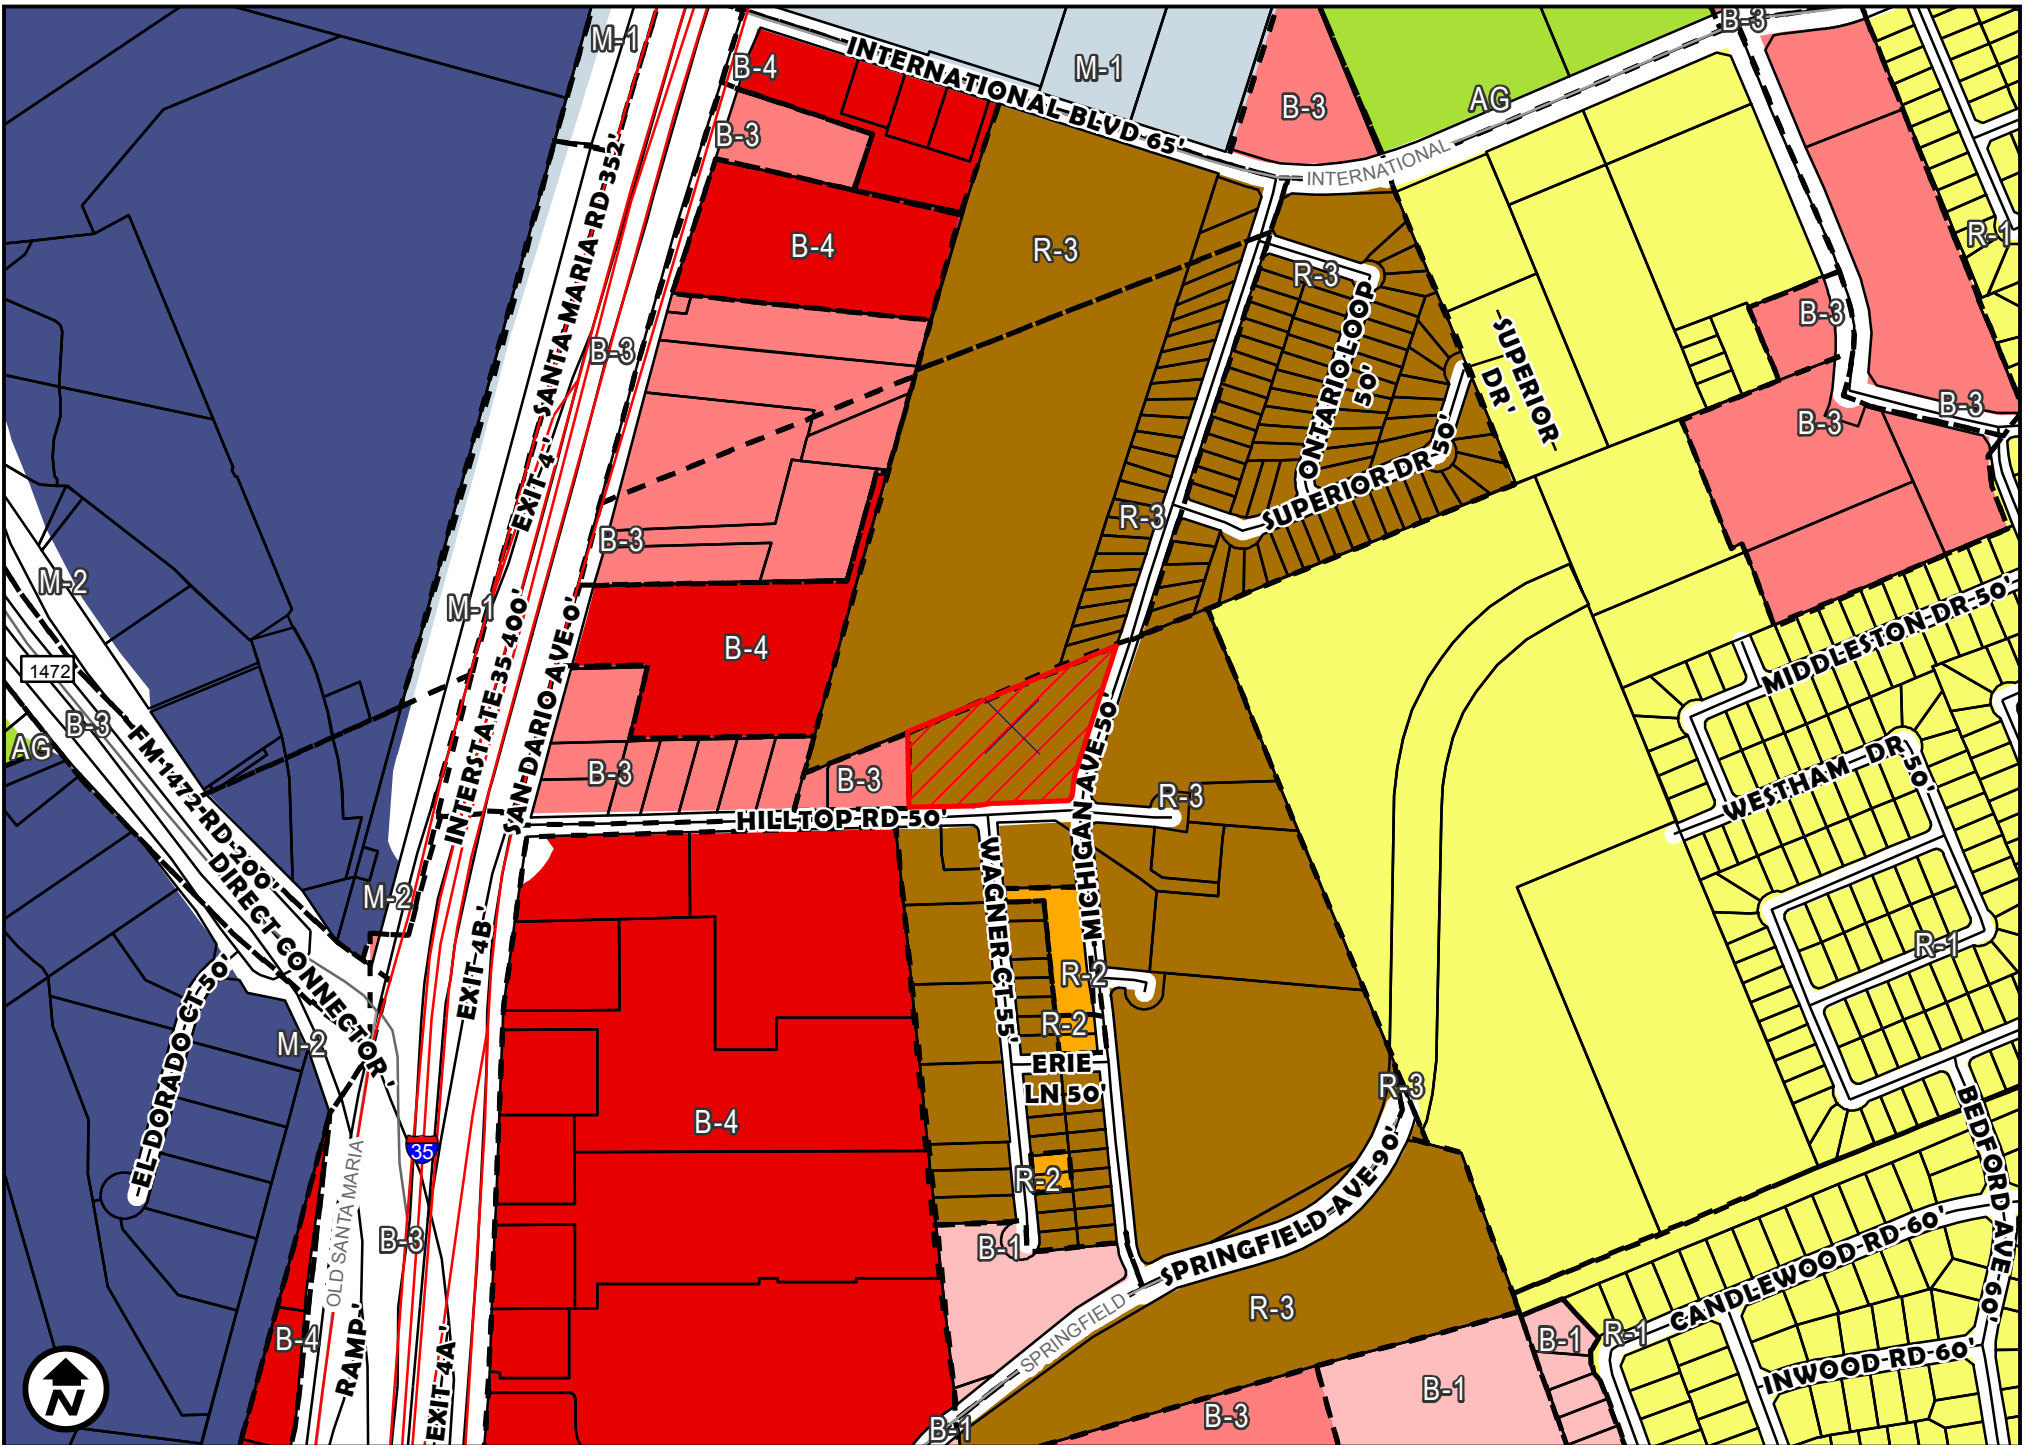 M-1
B-3
B-4
INTERNATIONAL BLVD 65'
M-1
B-3
AG
B-3
INTERNATIONAL
SANTA MARIA RD 352'
R-1
B-4
R-3
R-3
B-3
ONTARIO LOOP
50'
SUPERIOR
DR '
B-3
B-3
B-3
EXIT 4 '
SUPERIOR DR 50'
R-3
B-3
M-2
M-1
INTERSTATE 35 400'
SAN DARIO AVE 0'
B-4
MIDDLESTON DR 50'
1472
B-3
AG
FM 1472 RD 200'
MICHIGAN AVE 50'
WESTHAM DR 50'
B-3
B-3
R-3
HILLTOP RD 50'
DIRECT CONNECTOR '
WAGNER CT 55'
MICHIGAN AVE 50'
M-2
EXIT 4B '
R-2
R-1
EL DORADO CT 50'
M-2
R-2
ERIE
LN 50'
R-3
B-4
35
BEDFORD AVE 60'
OLD SANTA MARIA
R-2
SPRINGFIELD AVE 90'
B-3
B-1
CANDLEWOOD RD 60'
R-3
SPRINGFIELD
B-4
RAMP '
EXIT 4A '
B-1
R-1
INWOOD RD 60'
B-1
B-3
B-1
N